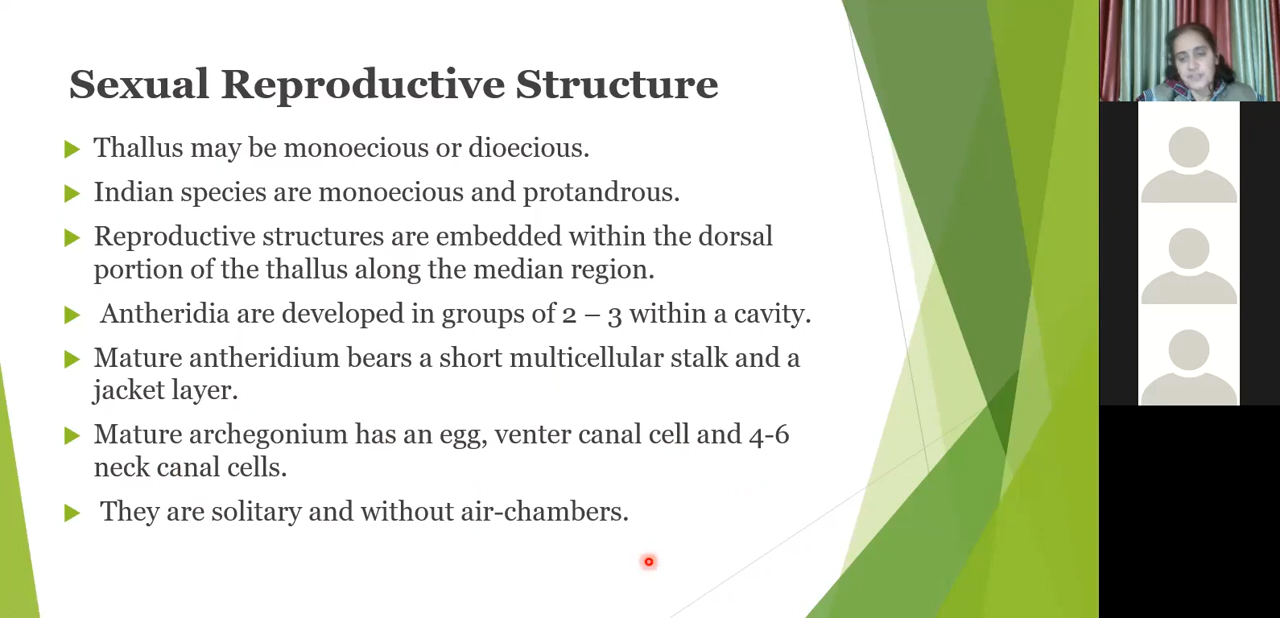 Sexual Reproductive Structure
Thallus may be monoecious or dioecious.
Indian species are monoecious and protandrous.
Reproductive structures are embedded within the dorsal
portion of the thallus along the median region.
Antheridia are developed in groups of 2 – 3 within a cavity.
Mature antheridium bears a short multicellular stalk and a
jacket layer.
Mature archegonium has an egg, venter canal cell and 4-6
neck canal cells.
They are solitary and without air-chambers.